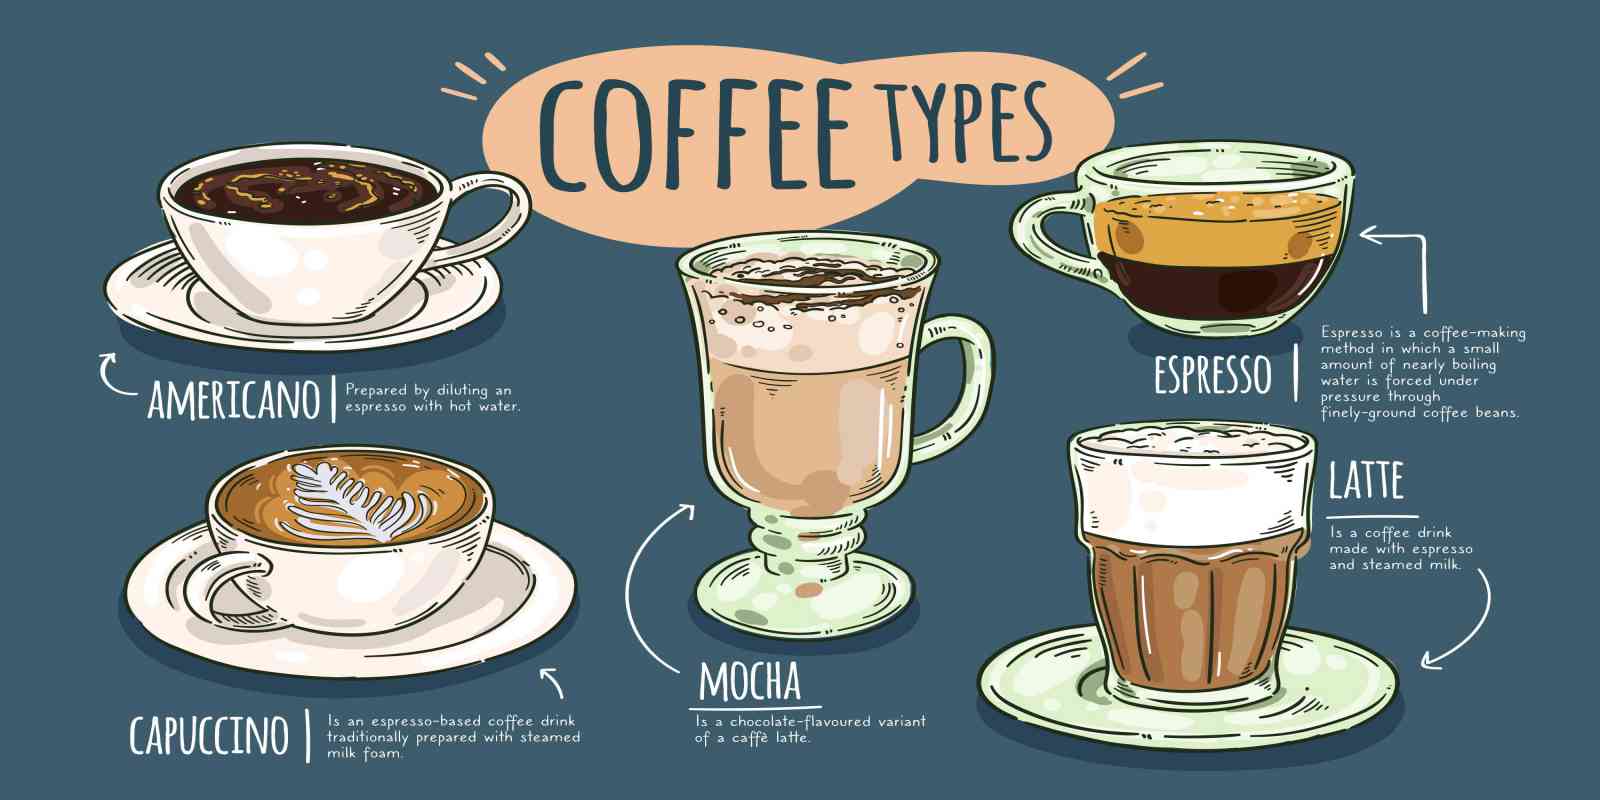 COFFEE TYPES
AMERICANO
Prepared by diluting an
espresso with hot water.
ESPRESSO
Espresso is a coffee-making
method in which a small
amount of nearly boiling
water is forced under
pressure through
finely-ground coffee beans.
LATTE
Is a coffee drink
made with espresso
and steamed milk.
CAPUCCINO
Is an espresso-based coffee drink
traditionally prepared with steamed
milk foam.
MOCHA
Is a chocolate-flavoured variant
of a caffè latte.